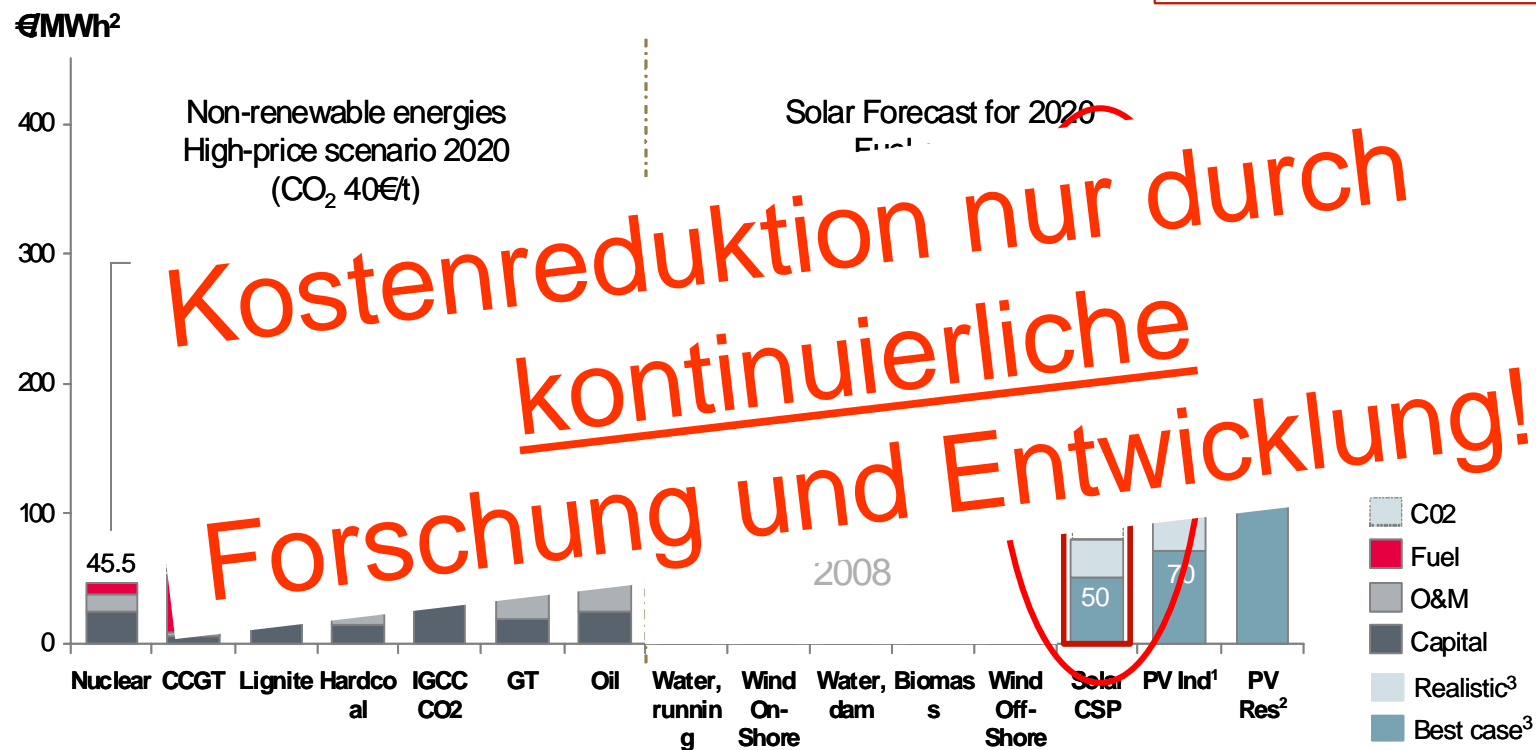 €/MWh²
Non-renewable energies
High-price scenario 2020
(CO₂ 40€/t)
Solar Forecast for 2020
Kostenreduktion nur durch
kontinuierliche
Forschung und Entwicklung!
400
300
200
100
0
45.5
2008
50
70
C02
Fuel
O&M
Capital
Realistic³
Best case³
Nuclear
CCGT
Lignite
Hardco
al
IGCC
CO2
GT
Oil
Water,
runnin
g
Wind
On-
Shore
Water,
dam
Biomas
s
Wind
Off-
Shore
Solar
CSP
PV Ind¹
PV
Res²